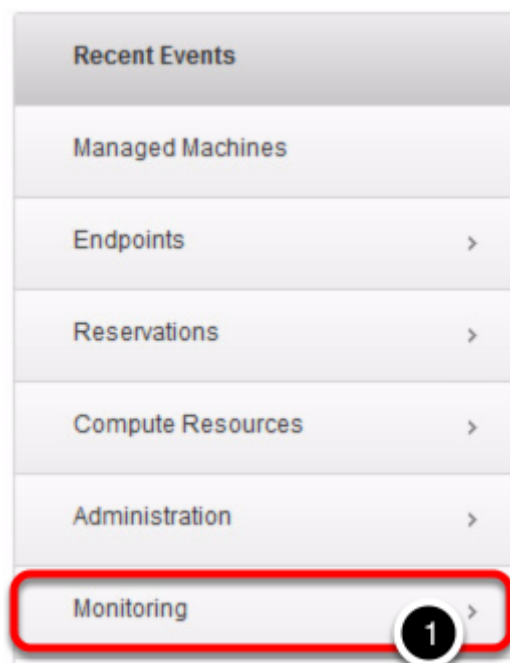 Recent Events
Managed Machines
Endpoints
Reservations
Compute Resources
Administration
Monitoring
1